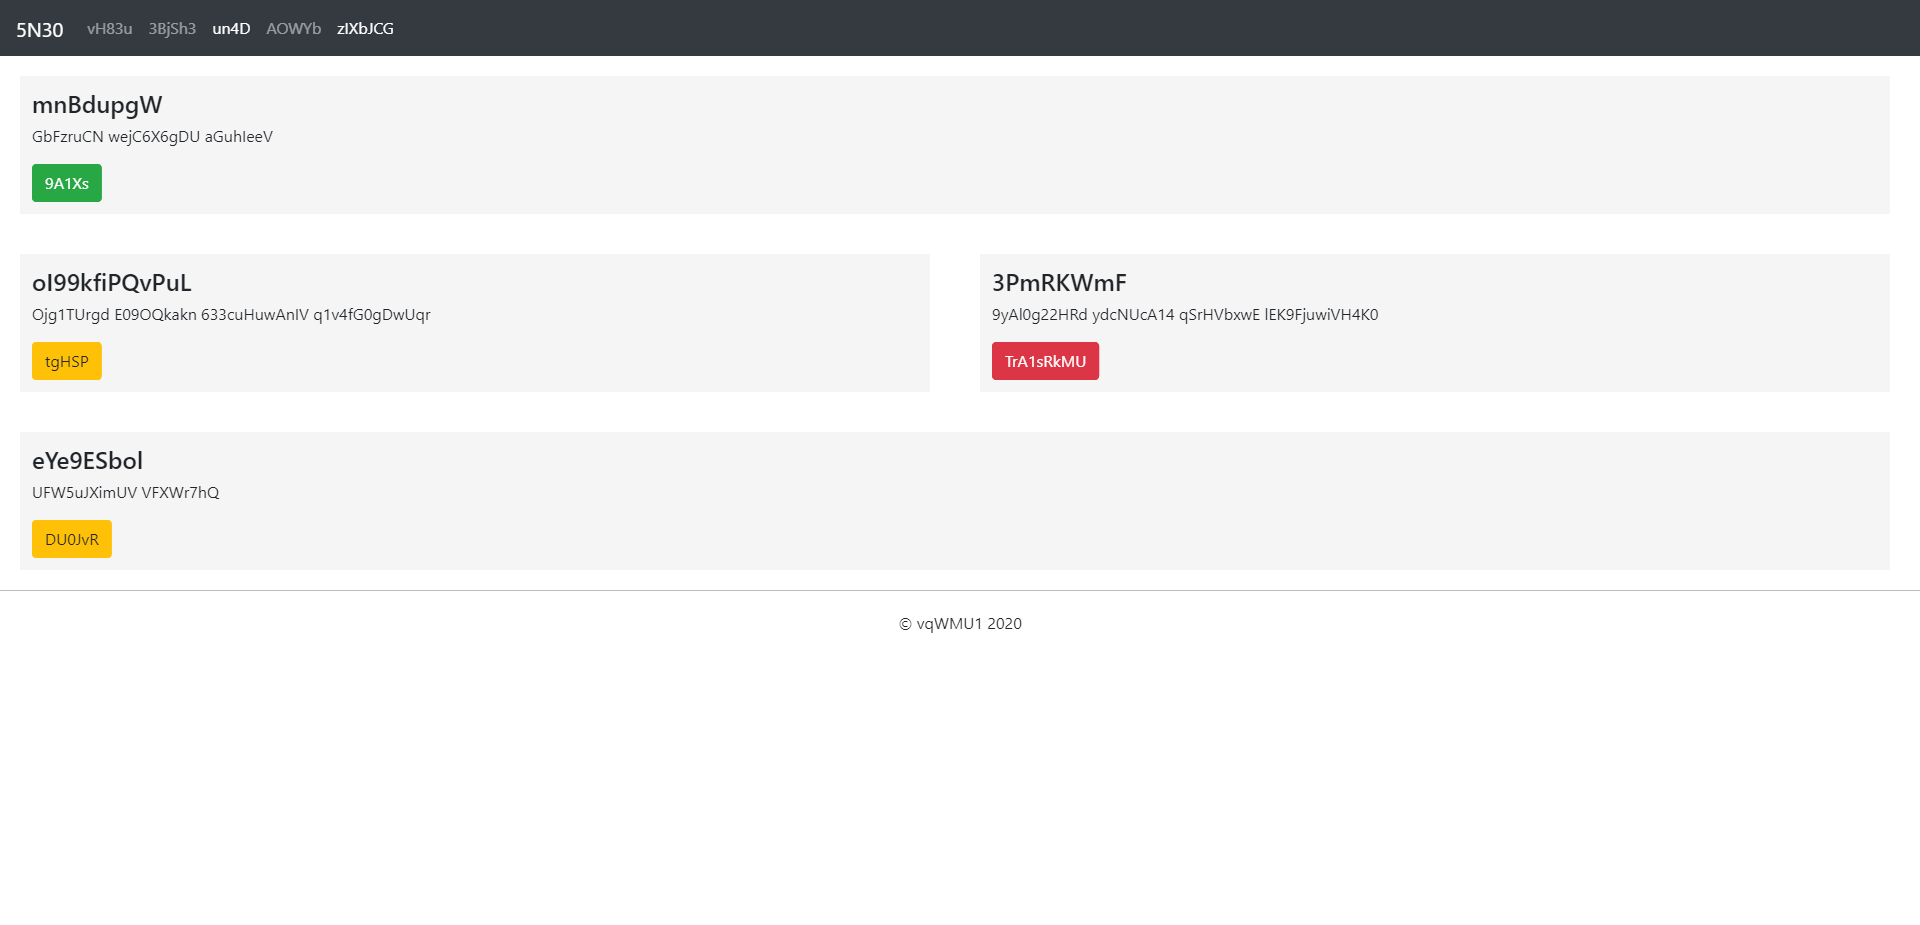 5N30 vH83u 3BjSh3 un4D AOWYb zIXbJCG
mnBdupgW
GbFzruCN wejC6X6gDU aGuhIeeV
9A1Xs
oI99kfiPQvPuL
Ojg1TUrgd E09OQkakn 633cuHuwAnIV q1v4fG0gDwUqr
tgHSP
3PmRKWmF
9yAl0g22HRd ydcNUcA14 qSrHVbxwE lEK9FjuwiVH4K0
TrA1sRkMU
eYe9ESbol
UFW5uJXimUV VFXWr7hQ
DU0JvR
© vqWMU1 2020